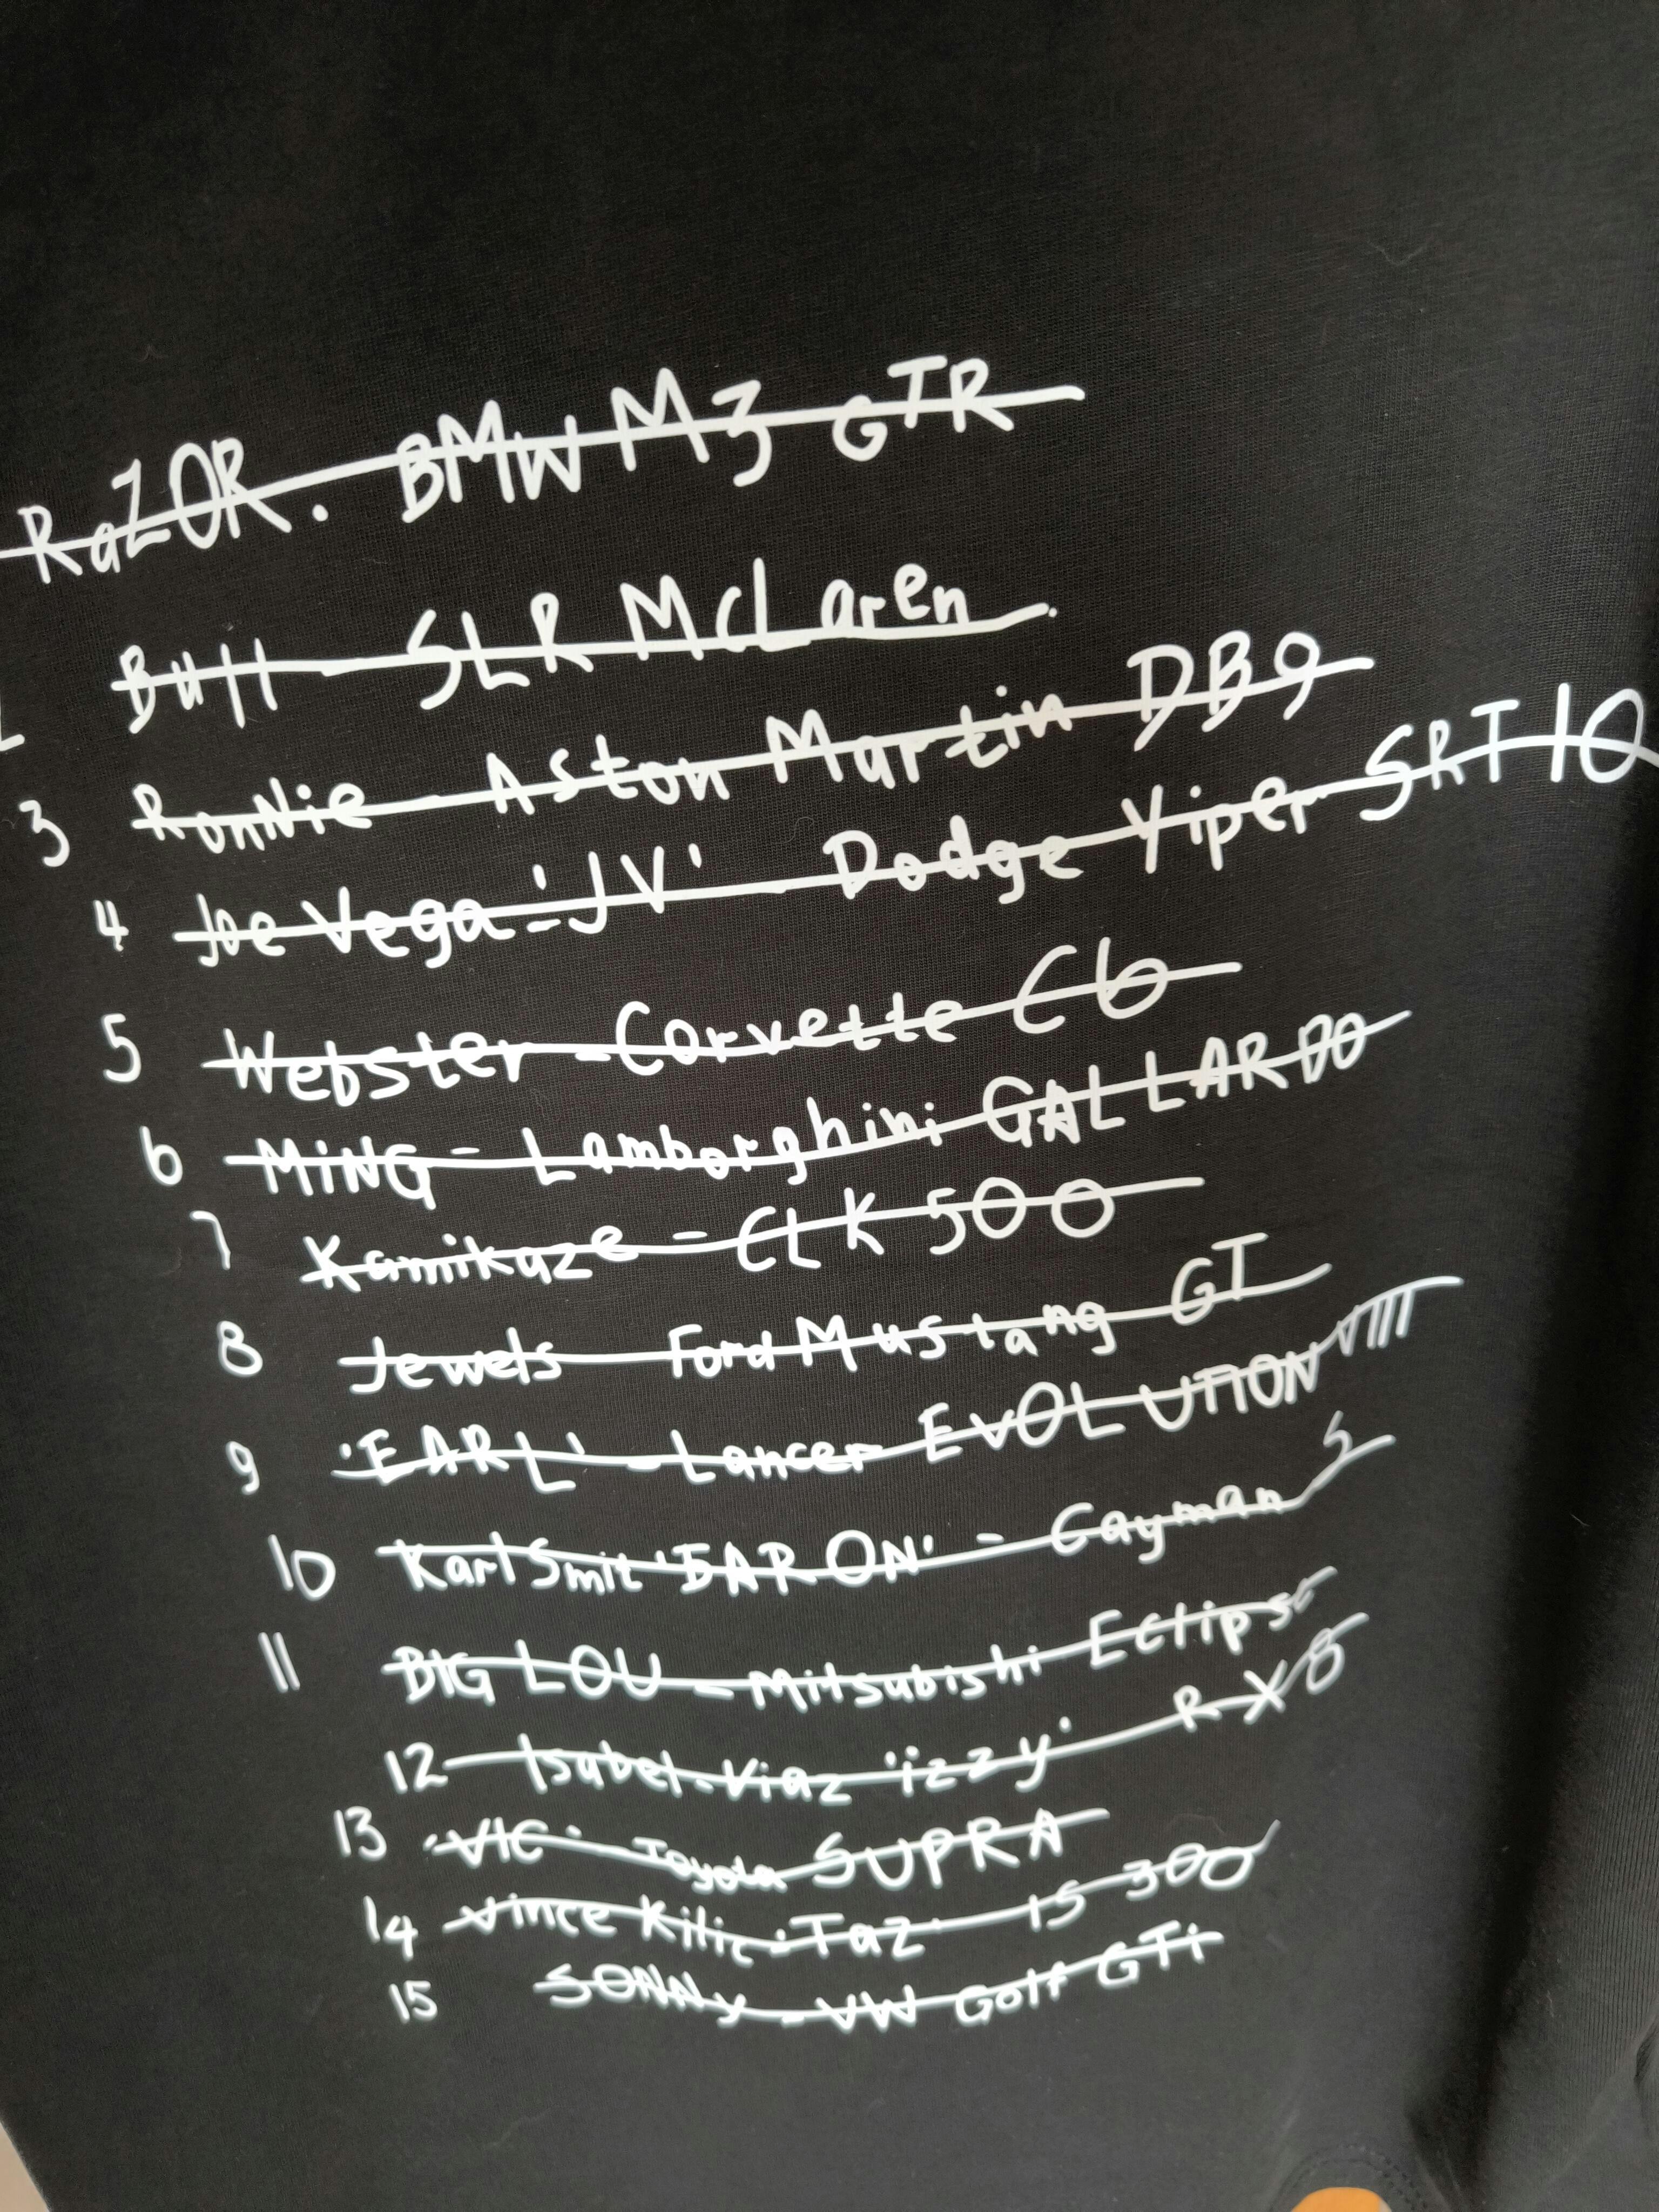 RaZOR. BMW M3 GTR
2 Bull - SLR McLaren
3 RonNie - Aston Martin DB9
4 Joe Vega 'JV' - Dodge Viper SRT 10
5 Webster - Corvette C6
6 MiNG - Lamborghini GALLARDO
7 Kamikaze - CLK 500
8 Jewels - Ford Mustang GT
9 'EARL' - Lancer EVOLUTION VIII
10 Karl Smit 'BARON' - Cayman S
11 BIG LOU - Mitsubishi Eclipse
12 Isabel Viaz 'izzy' RX8
13 'VIC' Toyota SUPRA
14 Vince Kilic 'Taz' IS 300
15 SONNy - VW Golf GTi